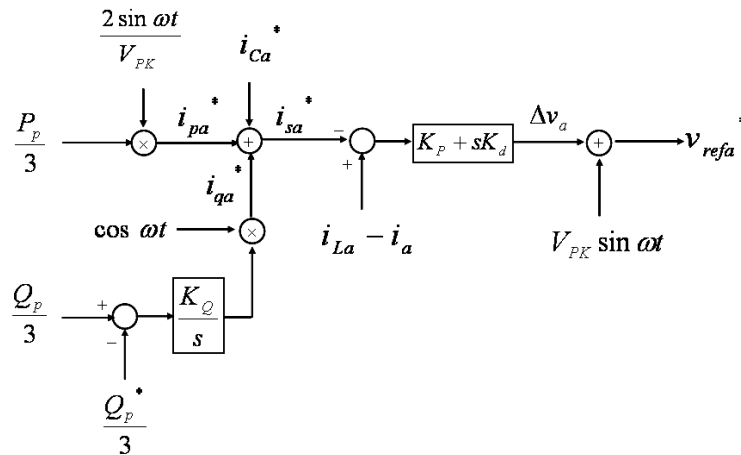 2 sin ωt
V_PK
i_Ca*
P_p
3
×
i_pa*
+
i_sa*
−
+
K_P + sK_d
Δv_a
+
v_refa*
i_qa*
cos ωt
×
i_La − i_a
V_PK sin ωt
Q_p
3
+
−
K_Q
s
Q_p*
3